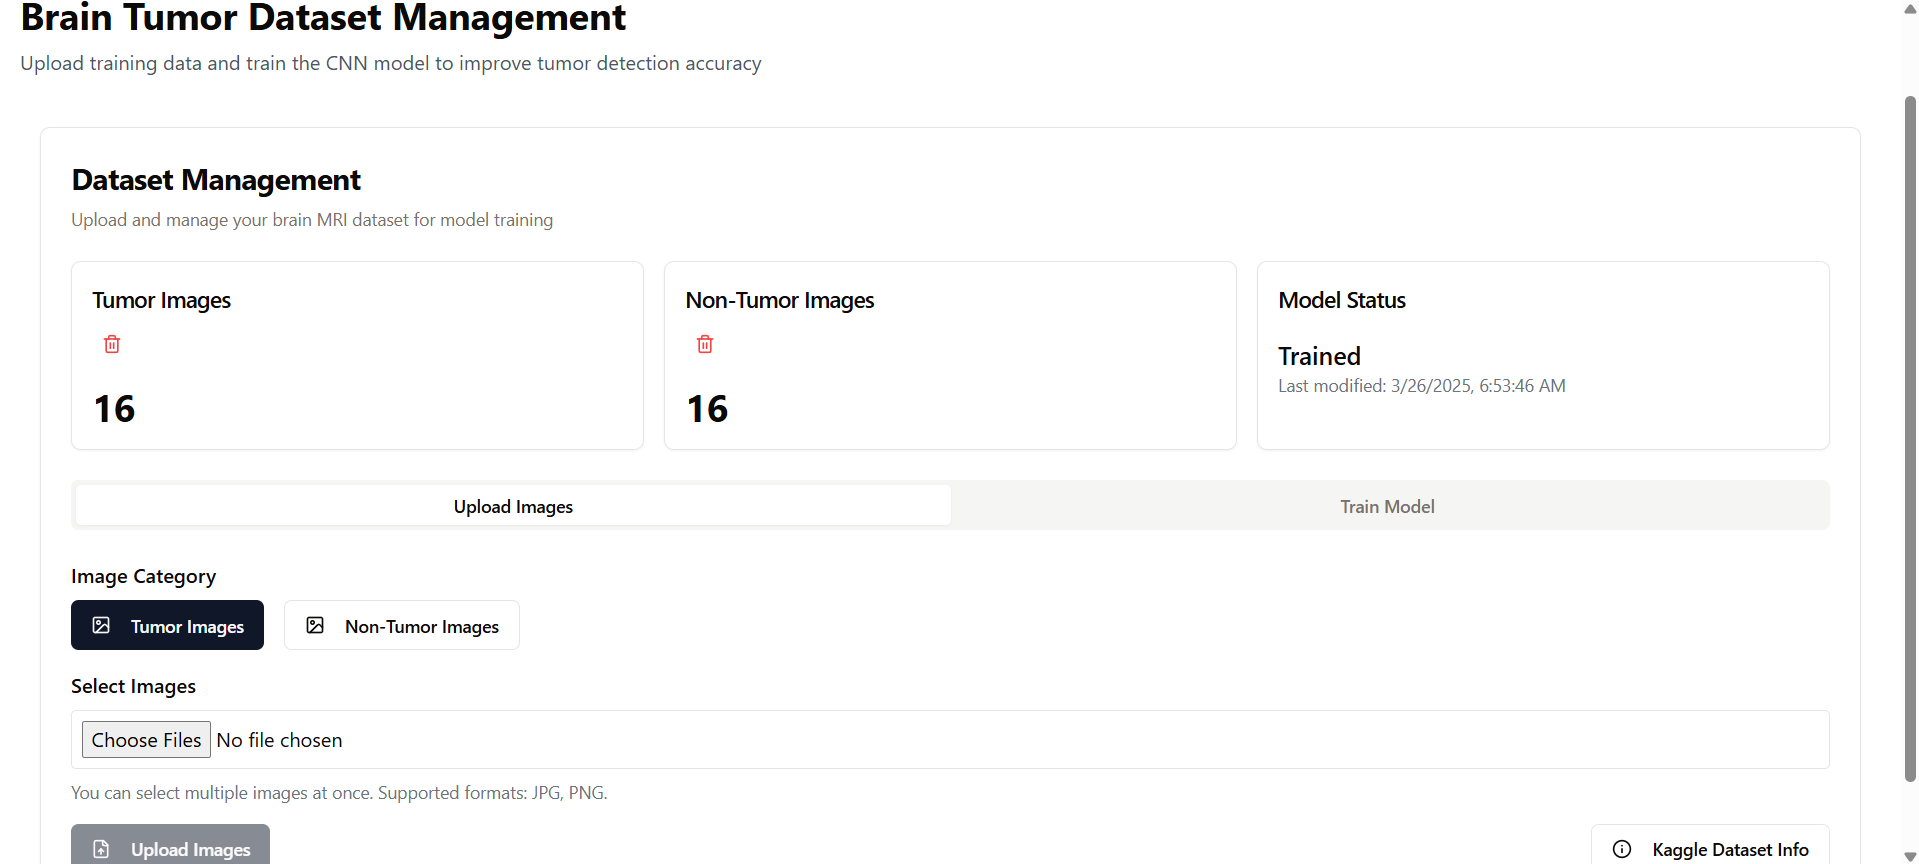 Brain Tumor Dataset Management
Upload training data and train the CNN model to improve tumor detection accuracy
Dataset Management
Upload and manage your brain MRI dataset for model training
Tumor Images
16
Non-Tumor Images
16
Model Status
Trained
Last modified: 3/26/2025, 6:53:46 AM
Upload Images
Train Model
Image Category
Tumor Images
Non-Tumor Images
Select Images
Choose Files No file chosen
You can select multiple images at once. Supported formats: JPG, PNG.
Upload Images
Kaggle Dataset Info